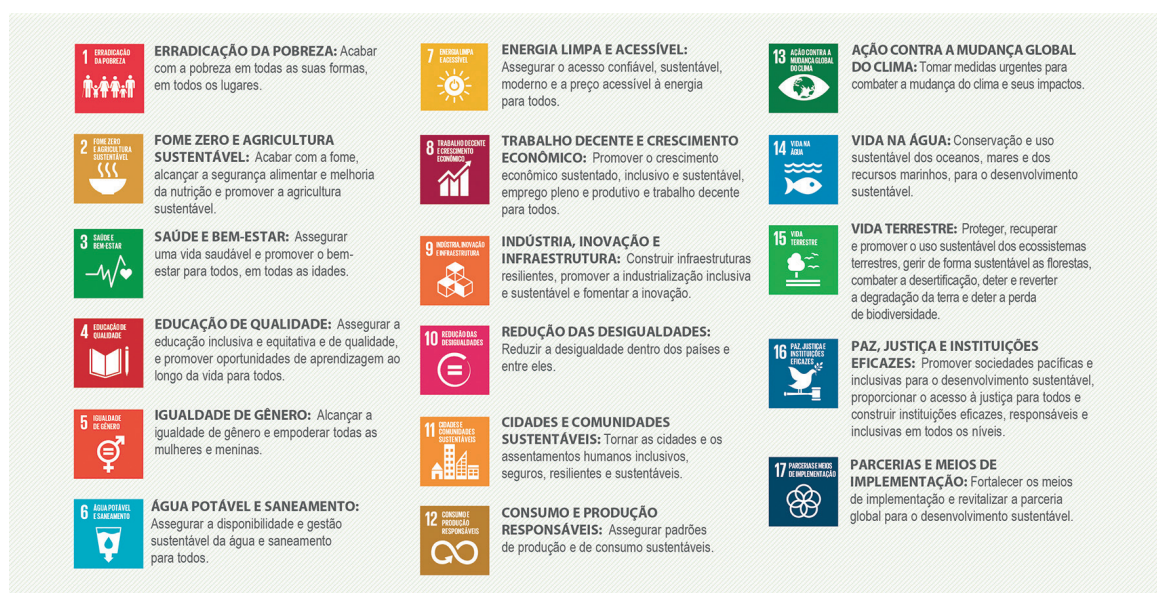 1 ERRADICAÇÃO
DA POBREZA
ERRADICAÇÃO DA POBREZA: Acabar
com a pobreza em todas as suas formas,
em todos os lugares.
2 FOME ZERO
E AGRICULTURA
SUSTENTÁVEL
FOME ZERO E AGRICULTURA
SUSTENTÁVEL: Acabar com a fome,
alcançar a segurança alimentar e melhoria
da nutrição e promover a agricultura
sustentável.
3 SAÚDE E
BEM-ESTAR
SAÚDE E BEM-ESTAR: Assegurar
uma vida saudável e promover o bem-
estar para todos, em todas as idades.
4 EDUCAÇÃO DE
QUALIDADE
EDUCAÇÃO DE QUALIDADE: Assegurar a
educação inclusiva e equitativa e de qualidade,
e promover oportunidades de aprendizagem ao
longo da vida para todos.
5 IGUALDADE
DE GÊNERO
IGUALDADE DE GÊNERO: Alcançar a
igualdade de gênero e empoderar todas as
mulheres e meninas.
6 ÁGUA POTÁVEL
E SANEAMENTO
ÁGUA POTÁVEL E SANEAMENTO:
Assegurar a disponibilidade e gestão
sustentável da água e saneamento
para todos.
7 ENERGIA LIMPA
E ACESSÍVEL
ENERGIA LIMPA E ACESSÍVEL:
Assegurar o acesso confiável, sustentável,
moderno e a preço acessível à energia
para todos.
8 TRABALHO DECENTE
E CRESCIMENTO
ECONÔMICO
TRABALHO DECENTE E CRESCIMENTO
ECONÔMICO: Promover o crescimento
econômico sustentado, inclusivo e sustentável,
emprego pleno e produtivo e trabalho decente
para todos.
9 INDÚSTRIA, INOVAÇÃO
E INFRAESTRUTURA
INDÚSTRIA, INOVAÇÃO E
INFRAESTRUTURA: Construir infraestruturas
resilientes, promover a industrialização inclusiva
e sustentável e fomentar a inovação.
10 REDUÇÃO DAS
DESIGUALDADES
REDUÇÃO DAS DESIGUALDADES:
Reduzir a desigualdade dentro dos países e
entre eles.
11 CIDADES E
COMUNIDADES
SUSTENTÁVEIS
CIDADES E COMUNIDADES
SUSTENTÁVEIS: Tornar as cidades e os
assentamentos humanos inclusivos,
seguros, resilientes e sustentáveis.
12 CONSUMO E
PRODUÇÃO
RESPONSÁVEIS
CONSUMO E PRODUÇÃO
RESPONSÁVEIS: Assegurar padrões
de produção e de consumo sustentáveis.
13 AÇÃO CONTRA A
MUDANÇA GLOBAL
DO CLIMA
AÇÃO CONTRA A MUDANÇA GLOBAL
DO CLIMA: Tomar medidas urgentes para
combater a mudança do clima e seus impactos.
14 VIDA NA
ÁGUA
VIDA NA ÁGUA: Conservação e uso
sustentável dos oceanos, mares e dos
recursos marinhos, para o desenvolvimento
sustentável.
15 VIDA
TERRESTRE
VIDA TERRESTRE: Proteger, recuperar
e promover o uso sustentável dos ecossistemas
terrestres, gerir de forma sustentável as florestas,
combater a desertificação, deter e reverter
a degradação da terra e deter a perda
de biodiversidade.
16 PAZ, JUSTIÇA E
INSTITUIÇÕES
EFICAZES
PAZ, JUSTIÇA E INSTITUIÇÕES
EFICAZES: Promover sociedades pacíficas e
inclusivas para o desenvolvimento sustentável,
proporcionar o acesso à justiça para todos e
construir instituições eficazes, responsáveis e
inclusivas em todos os níveis.
17 PARCERIAS E MEIOS
DE IMPLEMENTAÇÃO
PARCERIAS E MEIOS DE
IMPLEMENTAÇÃO: Fortalecer os meios
de implementação e revitalizar a parceria
global para o desenvolvimento sustentável.